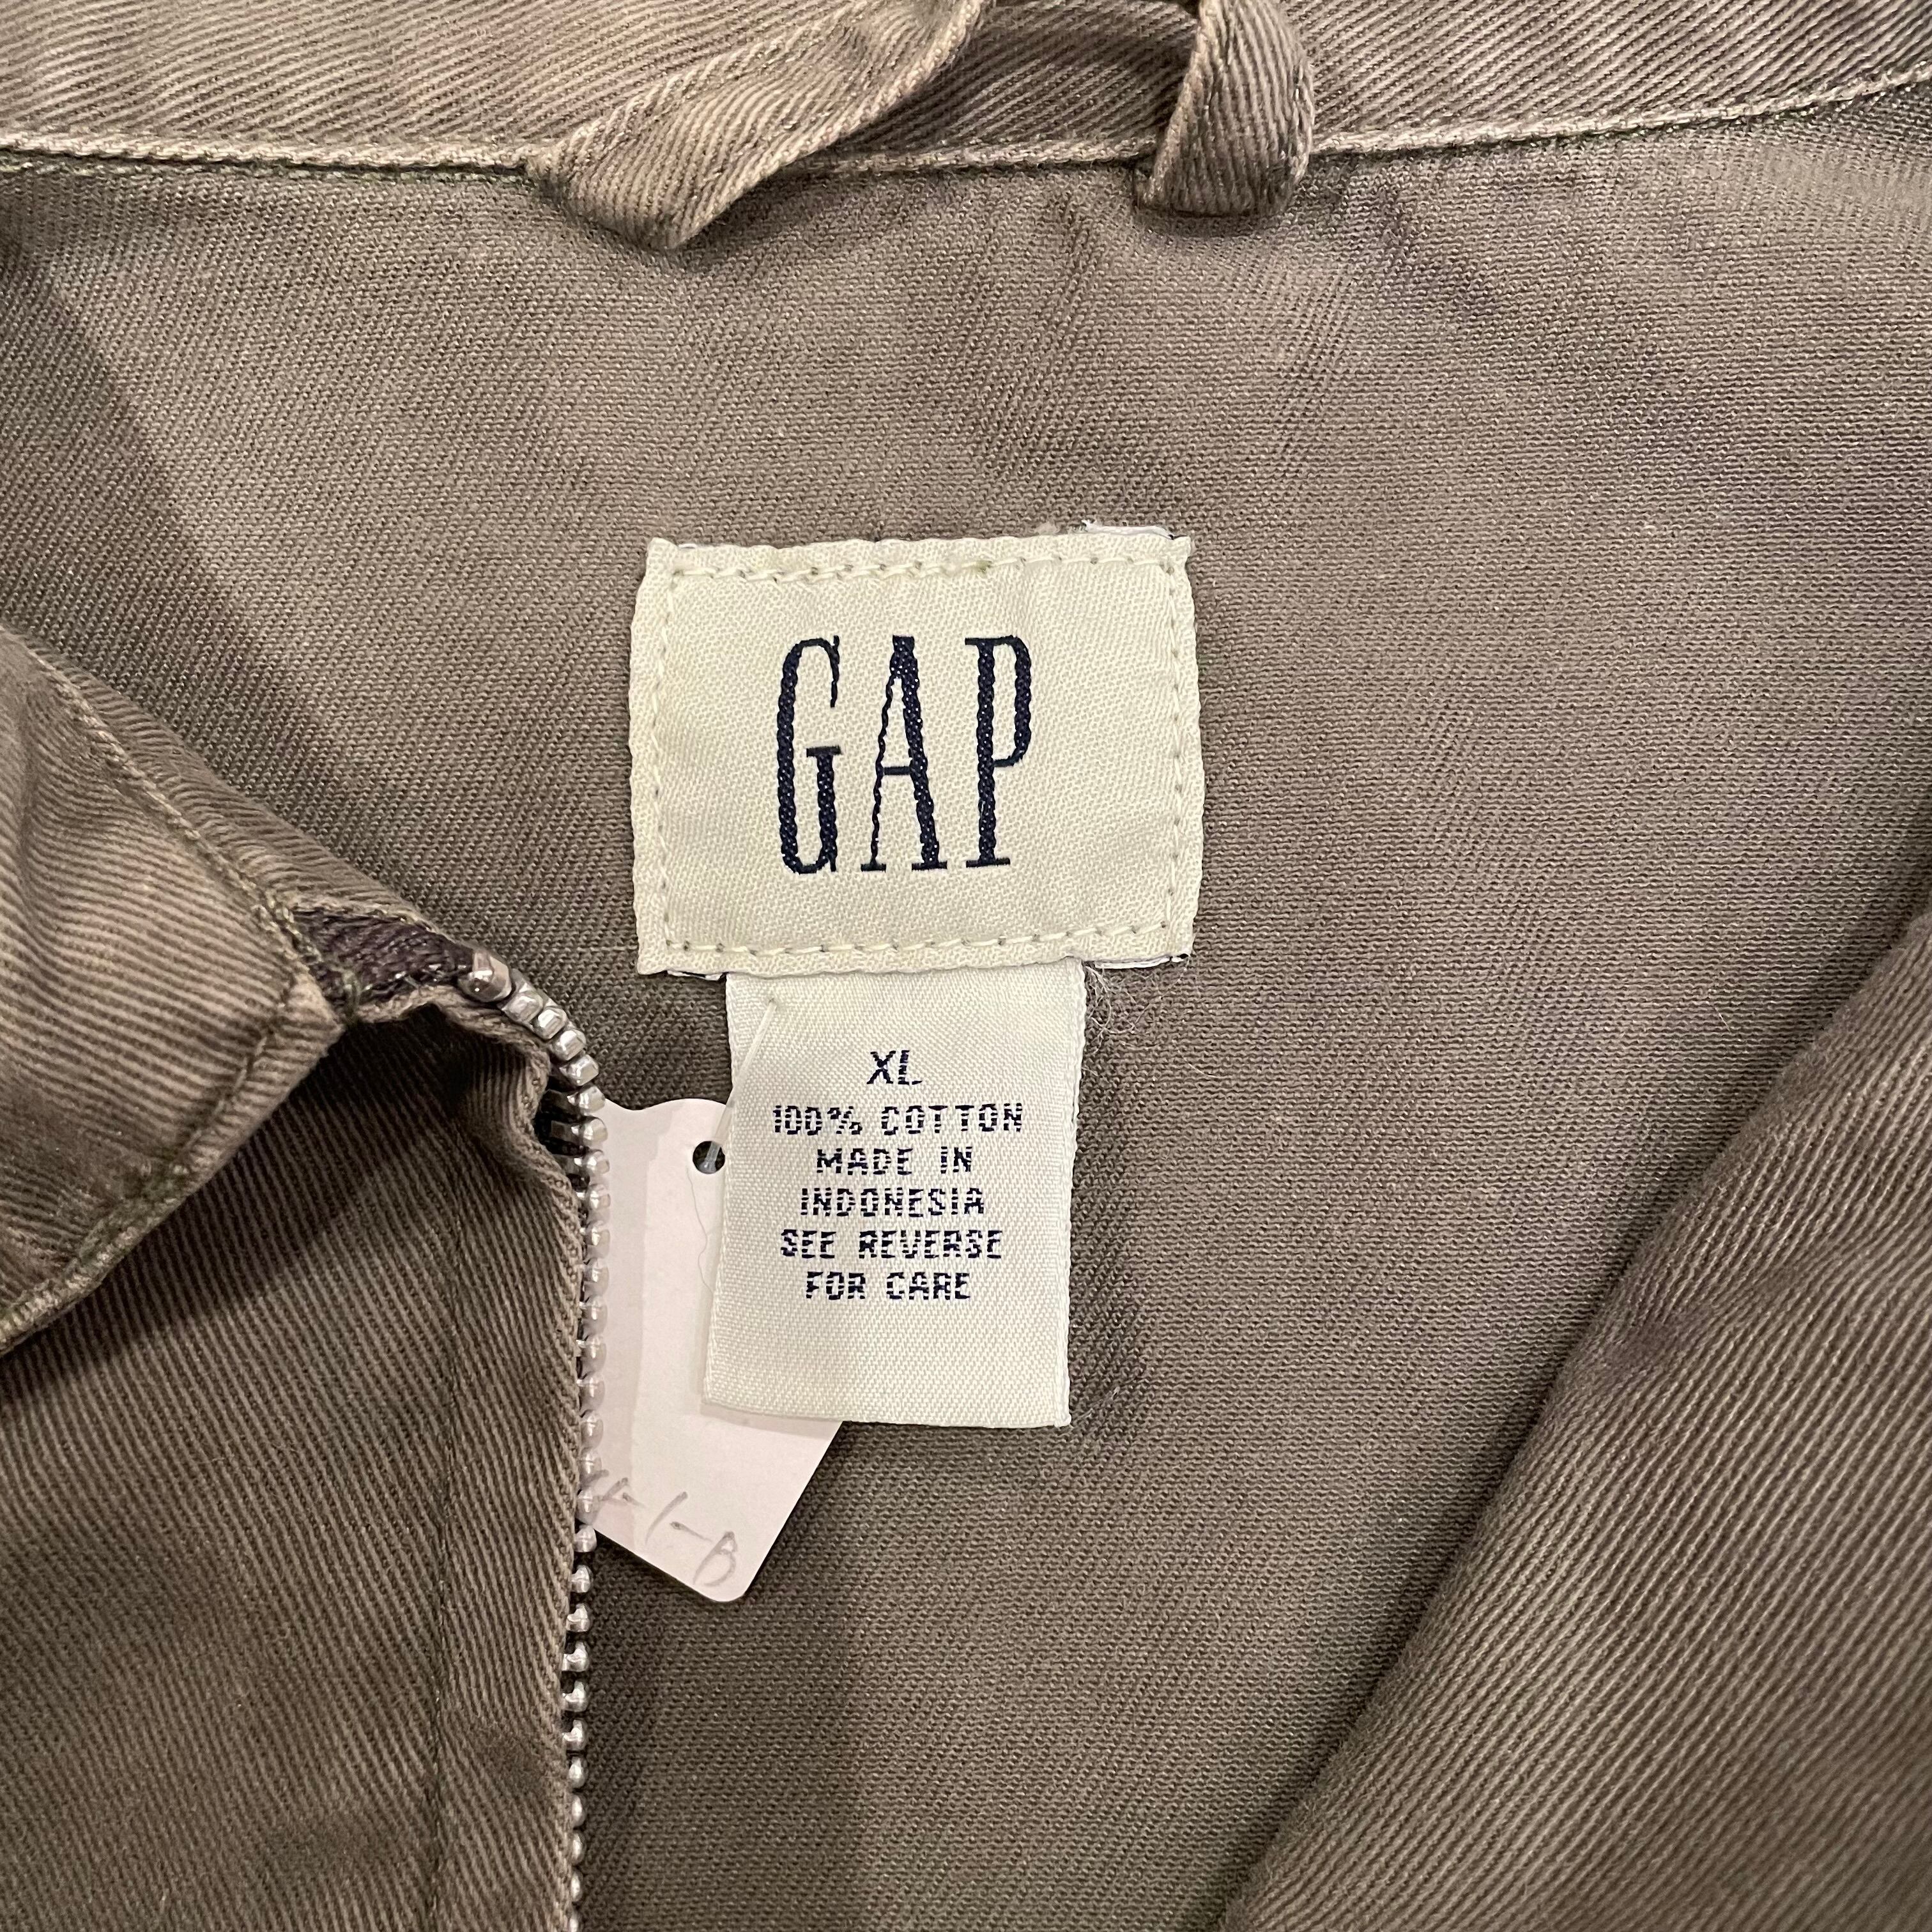 GAP
XL
100% COTTON
MADE IN
INDONESIA
SEE REVERSE
FOR CARE